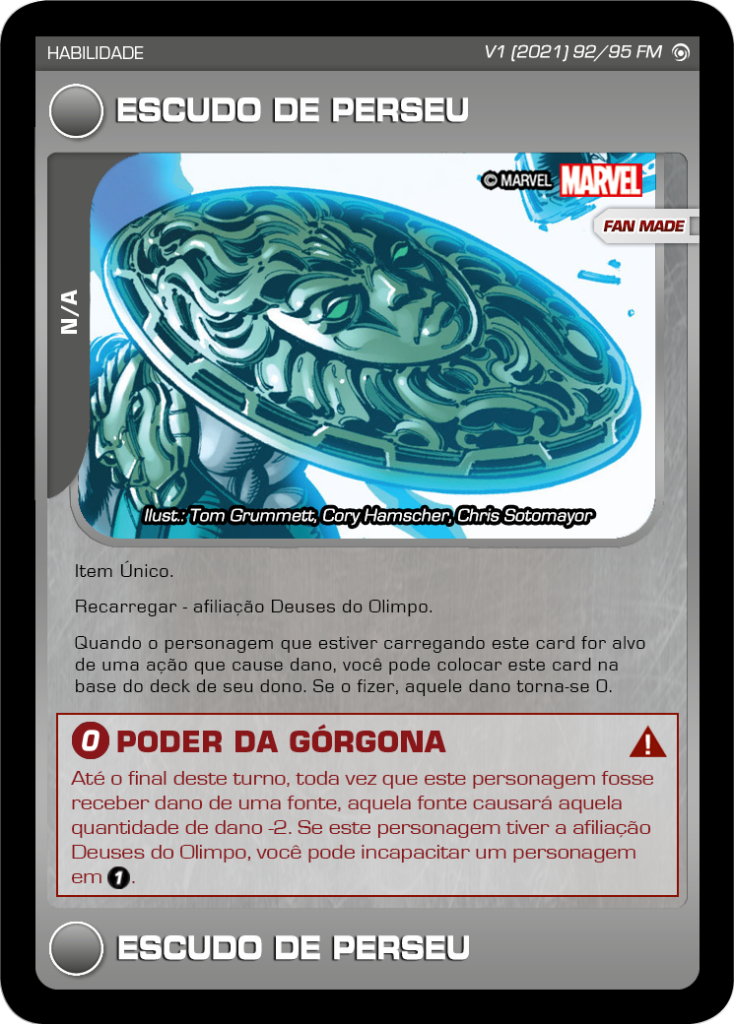 HABILIDADE
V1 (2021) 92/95 FM
ESCUDO DE PERSEU
© MARVEL MARVEL
FAN MADE
N/A
Ilust.: Tom Grummett, Cory Hamscher, Chris Sotomayor
Item Único.
Recarregar - afiliação Deuses do Olimpo.
Quando o personagem que estiver carregando este card for alvo
de uma ação que cause dano, você pode colocar este card na
base do deck de seu dono. Se o fizer, aquele dano torna-se 0.
0 PODER DA GÓRGONA !
Até o final deste turno, toda vez que este personagem fosse
receber dano de uma fonte, aquela fonte causará aquela
quantidade de dano -2. Se este personagem tiver a afiliação
Deuses do Olimpo, você pode incapacitar um personagem
em 1.
ESCUDO DE PERSEU